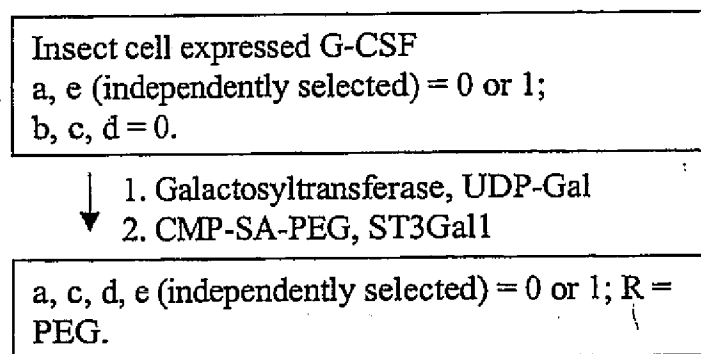 Insect cell expressed G-CSF
a, e (independently selected) = 0 or 1;
b, c, d = 0.
1. Galactosyltransferase, UDP-Gal
2. CMP-SA-PEG, ST3Gal1
a, c, d, e (independently selected) = 0 or 1; R =
PEG.